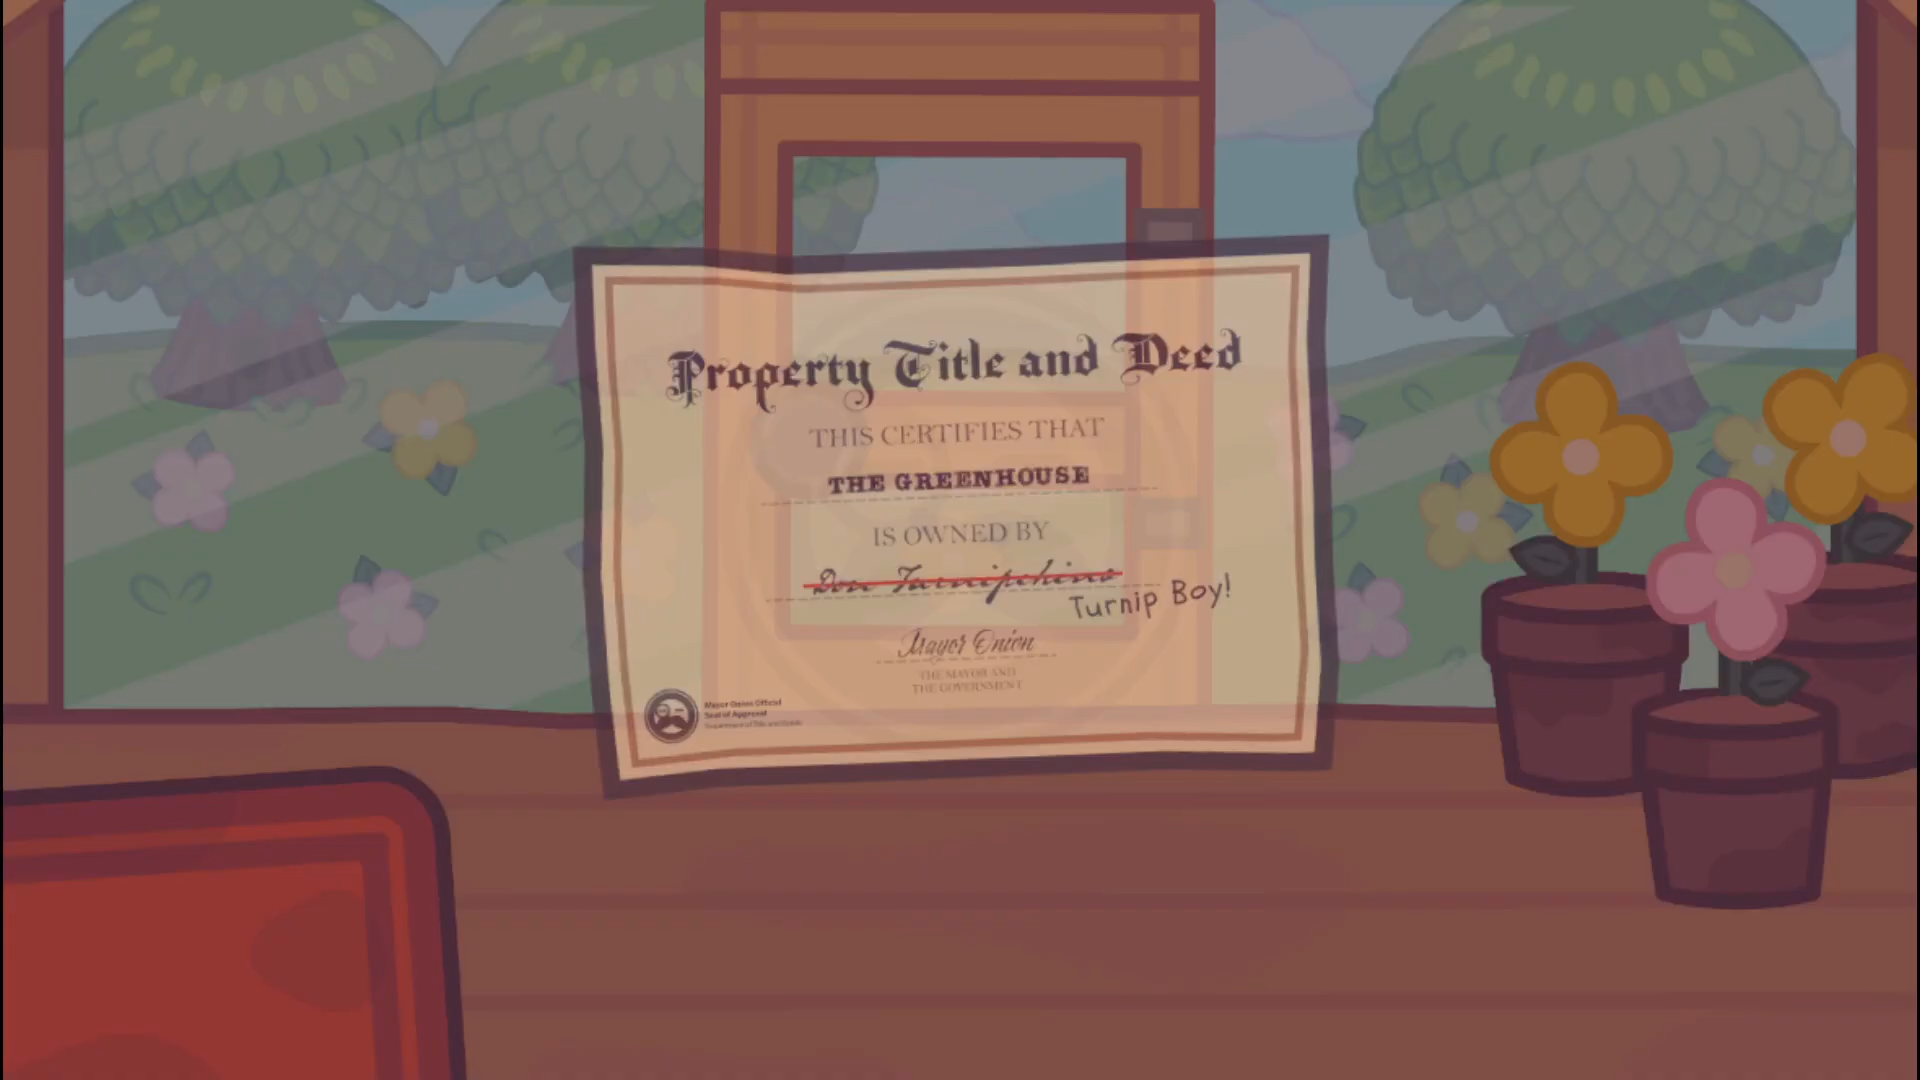 Property Title and Deed
THIS CERTIFIES THAT
THE GREENHOUSE
IS OWNED BY
Don Turnipchino
Turnip Boy!
Mayor Onion
THE MAYOR AND
THE GOVERNMENT
Mayor Onion Official
Seal of Approval